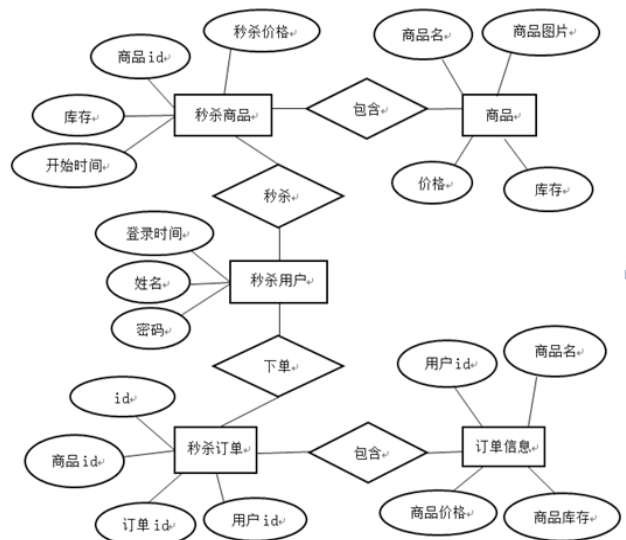 秒杀价格
商品名
商品图片
商品id
库存
秒杀商品
包含
商品
开始时间
价格
库存
秒杀
登录时间
姓名
秒杀用户
密码
下单
用户id
商品名
id
商品id
秒杀订单
包含
订单信息
订单id
用户id
商品价格
商品库存